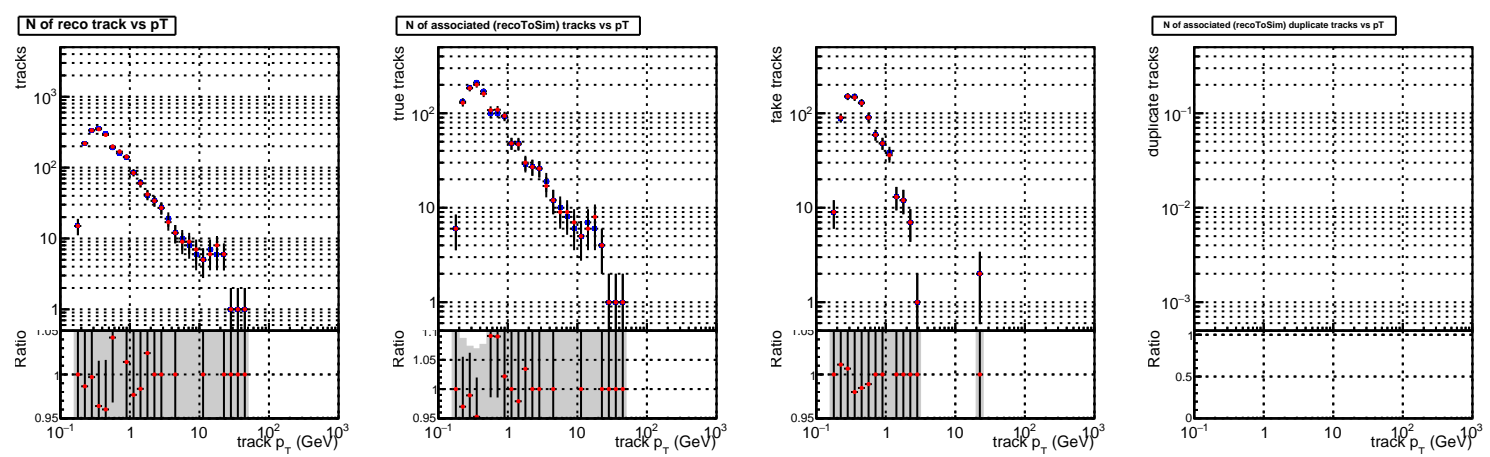 N of reco track vs pT
tracks
10³
10²
10
1
Ratio
1.05
1
0.95
10⁻¹ 1 10 10² 10³
track p_T (GeV)
N of associated (recoToSim) tracks vs pT
true tracks
10²
10
1
Ratio
1.1
1.05
1
0.95
10⁻¹ 1 10 10² 10³
track p_T (GeV)
fake tracks
10²
10
1
Ratio
1.05
1
0.95
10⁻¹ 1 10 10² 10³
track p_T (GeV)
N of associated (recoToSim) duplicate tracks vs pT
duplicate tracks
10⁻¹
10⁻²
10⁻³
Ratio
1
0.5
0
10⁻¹ 1 10 10² 10³
track p_T (GeV)